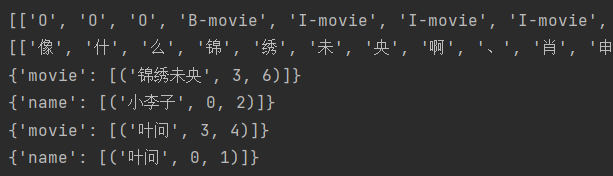 [['O', 'O', 'O', 'B-movie', 'I-movie', 'I-movie', 'I-movie',
[['像', '什', '么', '锦', '绣', '未', '央', '啊', '、', '肖', '申
{'movie': [('锦绣未央', 3, 6)]}
{'name': [('小李子', 0, 2)]}
{'movie': [('叶问', 3, 4)]}
{'name': [('叶问', 0, 1)]}